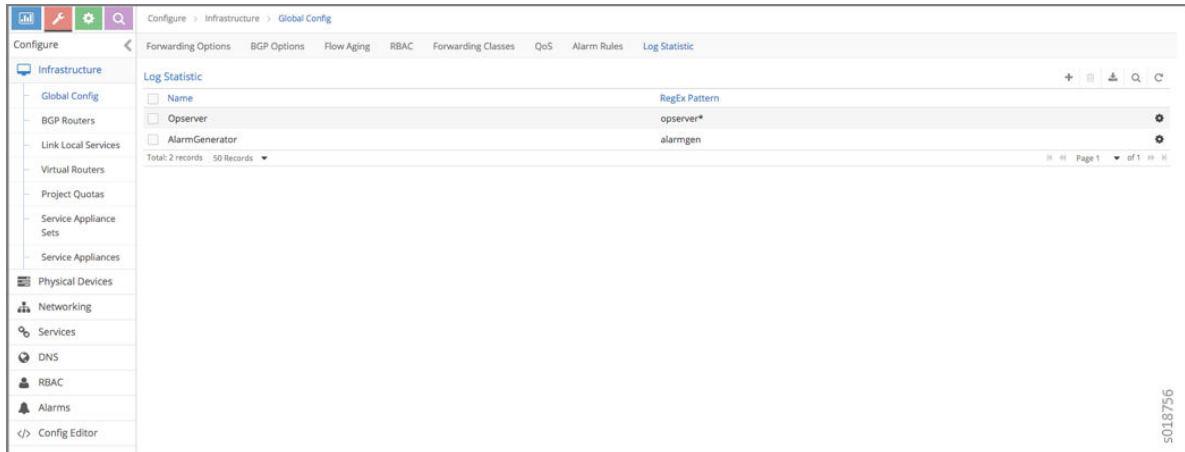 Configure > Infrastructure > Global Config
Configure
Forwarding Options BGP Options Flow Aging RBAC Forwarding Classes QoS Alarm Rules Log Statistic
Infrastructure
Global Config
BGP Routers
Link Local Services
Virtual Routers
Project Quotas
Service Appliance
Sets
Service Appliances
Physical Devices
Networking
Services
DNS
RBAC
Alarms
</> Config Editor
Log Statistic
Name RegEx Pattern
Opserver opserver*
AlarmGenerator alarmgen
Total: 2 records 50 Records Page 1 of 1
s018756